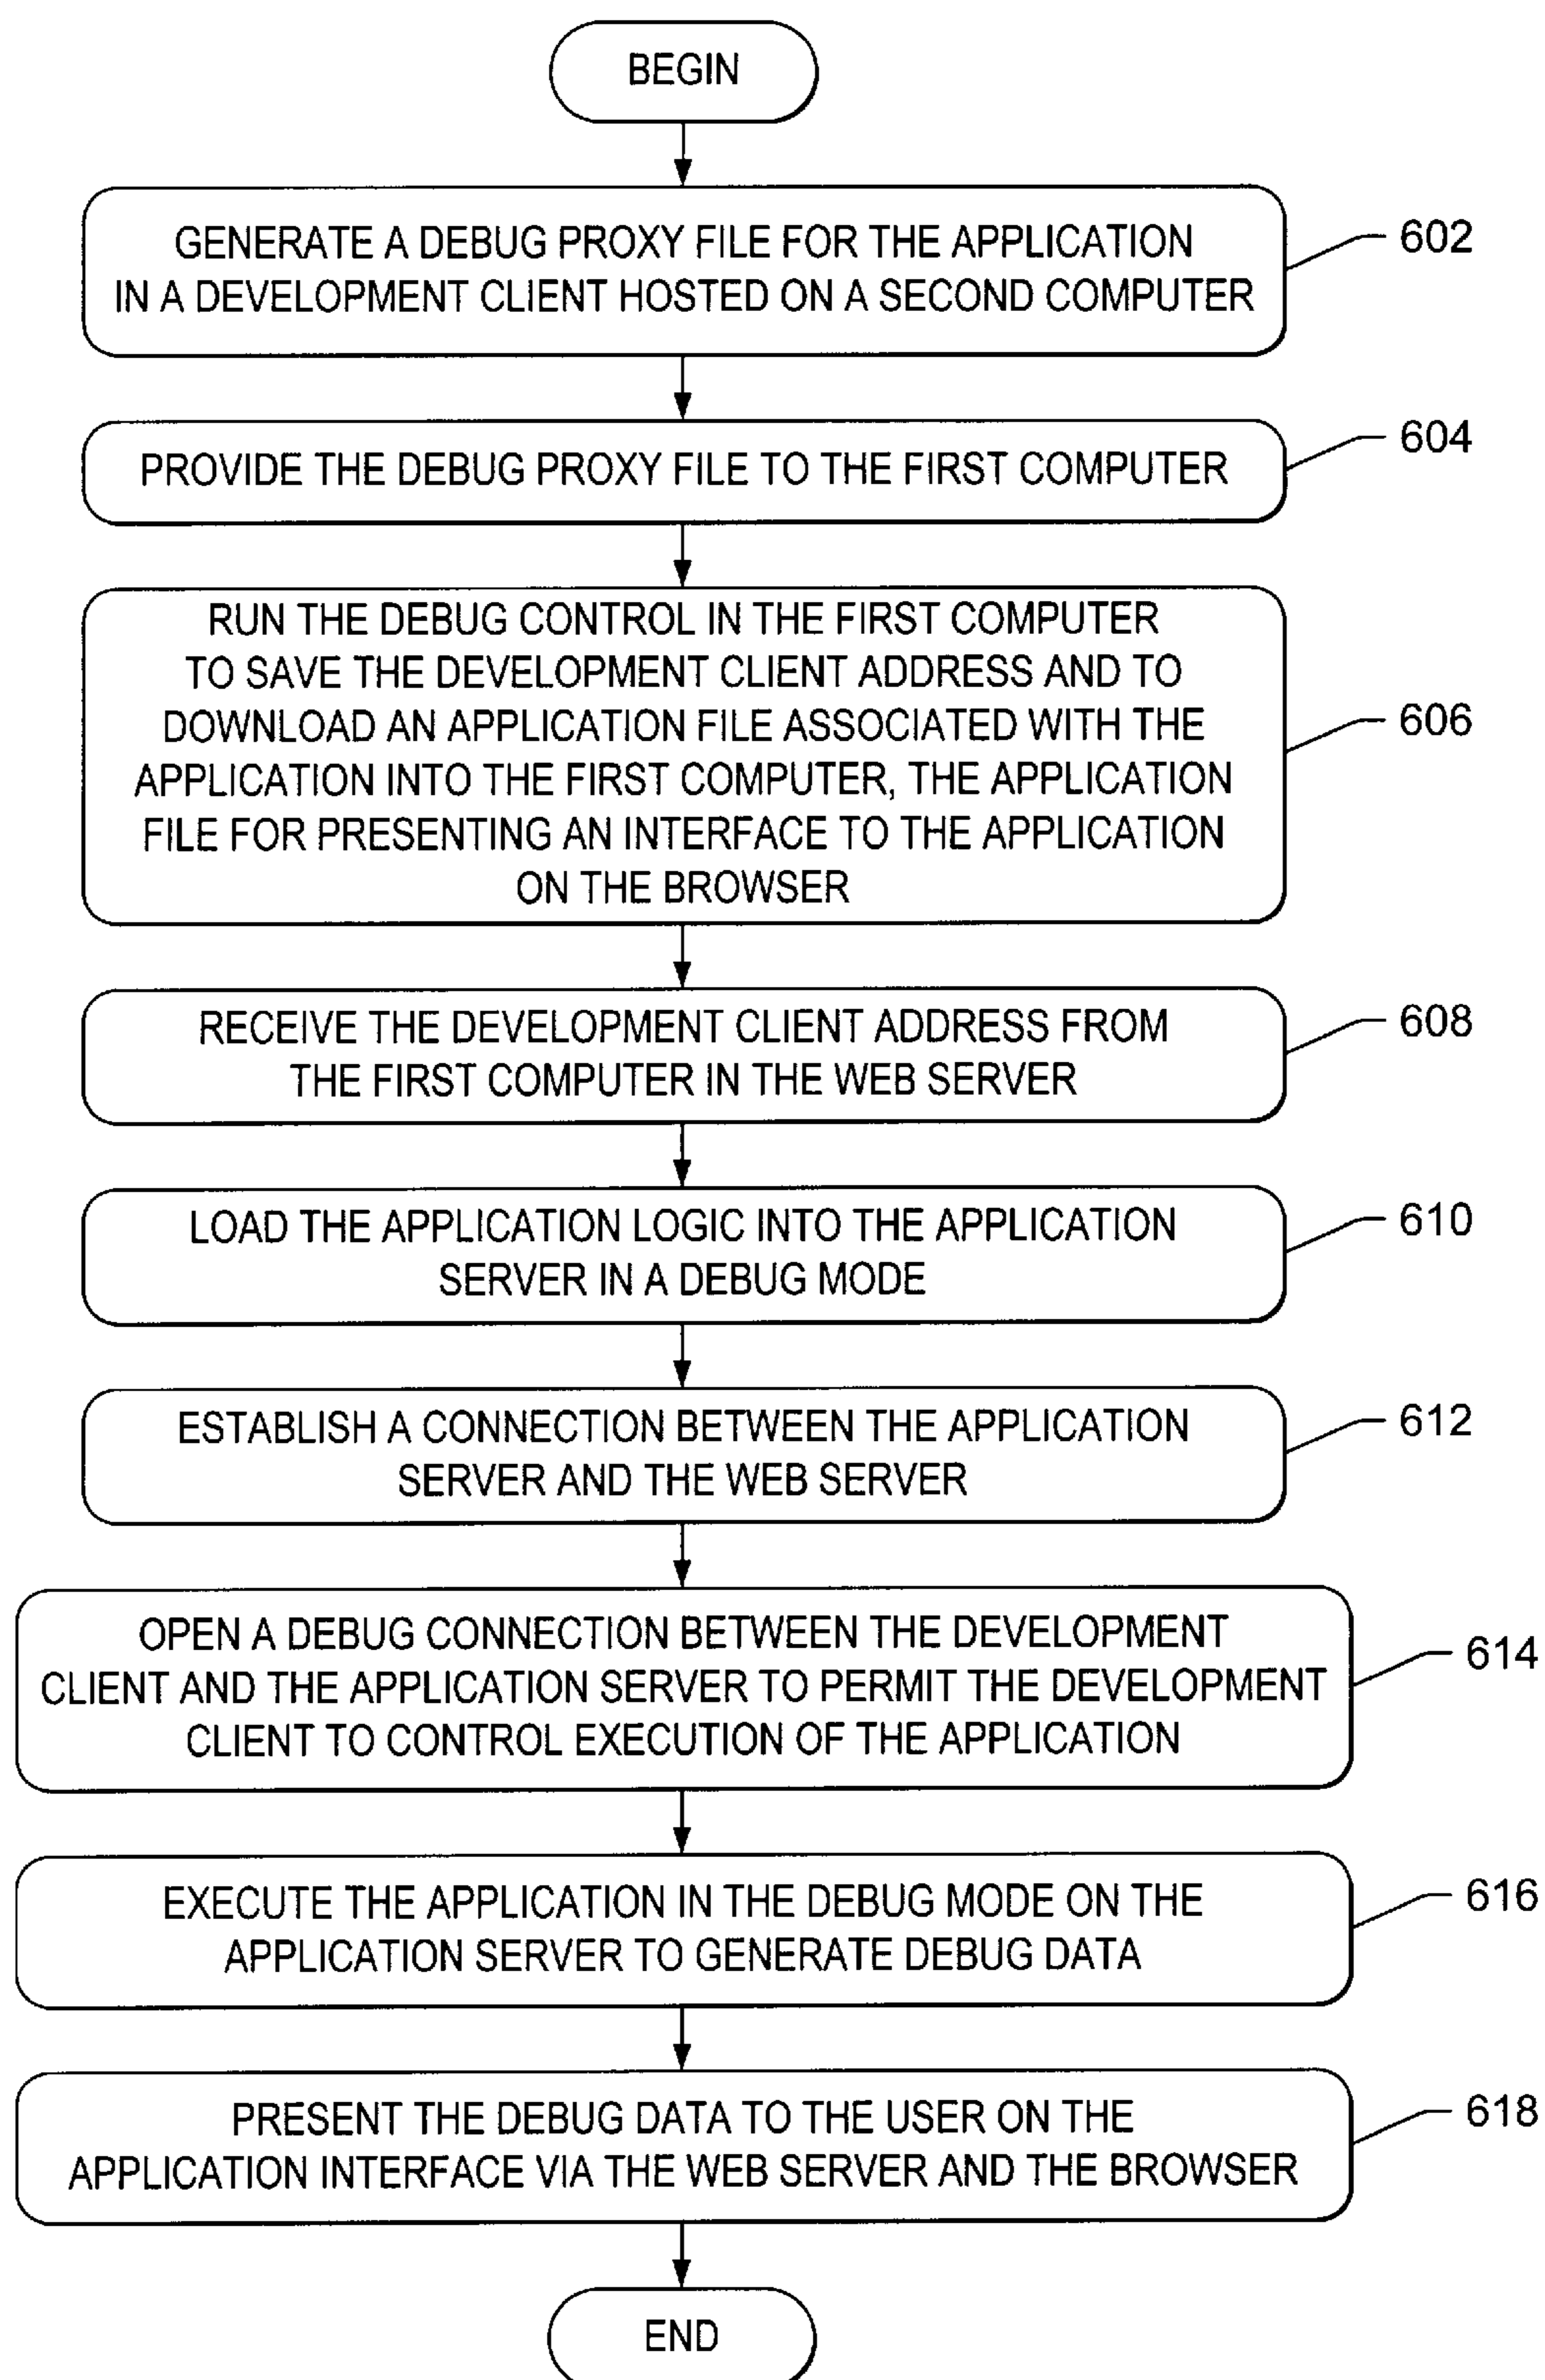 BEGIN
GENERATE A DEBUG PROXY FILE FOR THE APPLICATION
IN A DEVELOPMENT CLIENT HOSTED ON A SECOND COMPUTER
602
PROVIDE THE DEBUG PROXY FILE TO THE FIRST COMPUTER
604
RUN THE DEBUG CONTROL IN THE FIRST COMPUTER
TO SAVE THE DEVELOPMENT CLIENT ADDRESS AND TO
DOWNLOAD AN APPLICATION FILE ASSOCIATED WITH THE
APPLICATION INTO THE FIRST COMPUTER, THE APPLICATION
FILE FOR PRESENTING AN INTERFACE TO THE APPLICATION
ON THE BROWSER
606
RECEIVE THE DEVELOPMENT CLIENT ADDRESS FROM
THE FIRST COMPUTER IN THE WEB SERVER
608
LOAD THE APPLICATION LOGIC INTO THE APPLICATION
SERVER IN A DEBUG MODE
610
ESTABLISH A CONNECTION BETWEEN THE APPLICATION
SERVER AND THE WEB SERVER
612
OPEN A DEBUG CONNECTION BETWEEN THE DEVELOPMENT
CLIENT AND THE APPLICATION SERVER TO PERMIT THE DEVELOPMENT
CLIENT TO CONTROL EXECUTION OF THE APPLICATION
614
EXECUTE THE APPLICATION IN THE DEBUG MODE ON THE
APPLICATION SERVER TO GENERATE DEBUG DATA
616
PRESENT THE DEBUG DATA TO THE USER ON THE
APPLICATION INTERFACE VIA THE WEB SERVER AND THE BROWSER
618
END